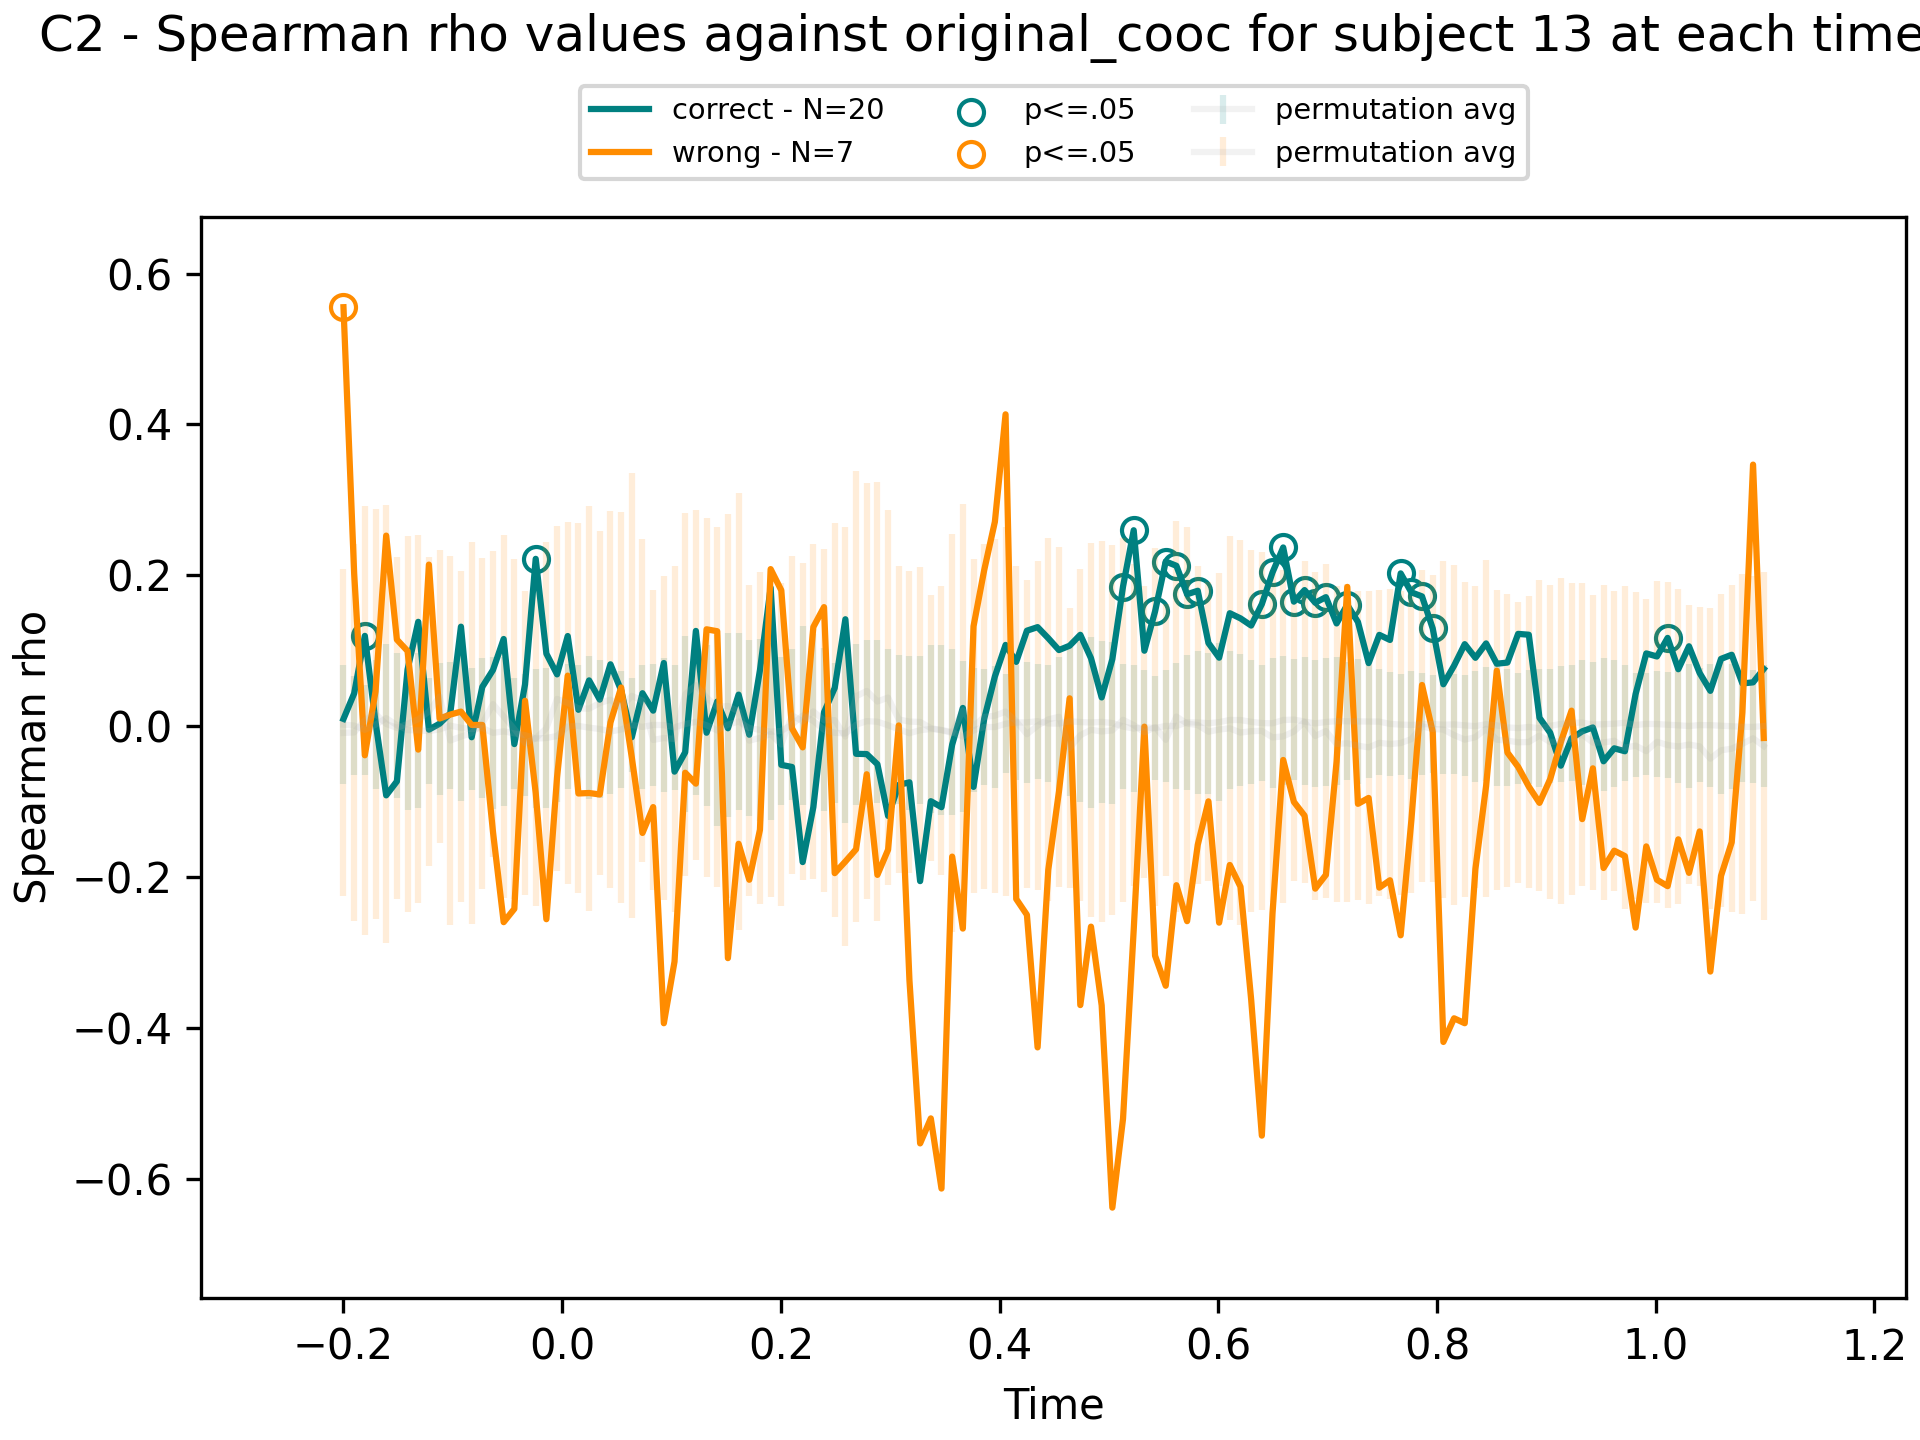 C2 - Spearman rho values against original_cooc for subject 13 at each time
correct - N=20
wrong - N=7
p<=.05
p<=.05
permutation avg
permutation avg
Spearman rho
0.6
0.4
0.2
0.0
−0.2
−0.4
−0.6
−0.2
0.0
0.2
0.4
0.6
0.8
1.0
1.2
Time